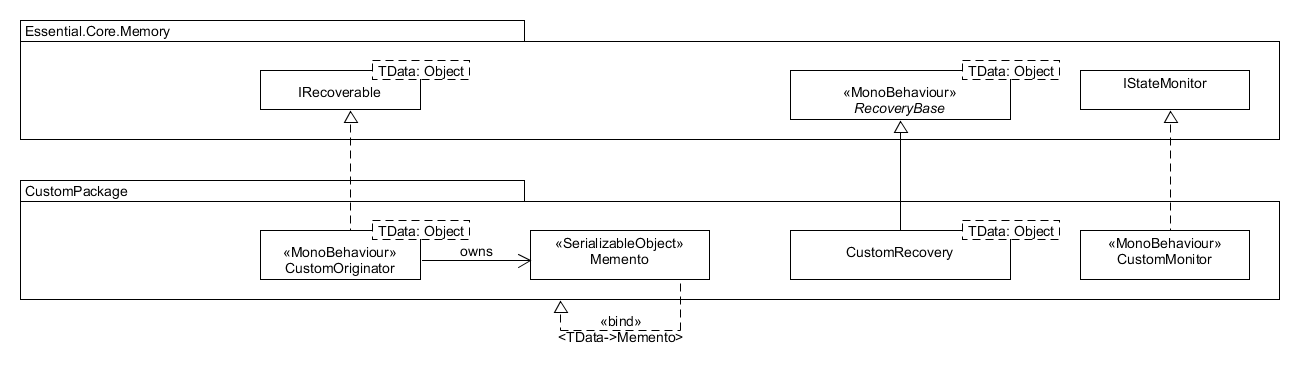 Essential.Core.Memory
TData: Object
IRecoverable
TData: Object
«MonoBehaviour»
RecoveryBase
IStateMonitor
CustomPackage
TData: Object
«MonoBehaviour»
CustomOriginator
owns
«SerializableObject»
Memento
TData: Object
CustomRecovery
«MonoBehaviour»
CustomMonitor
«bind»
<TData->Memento>